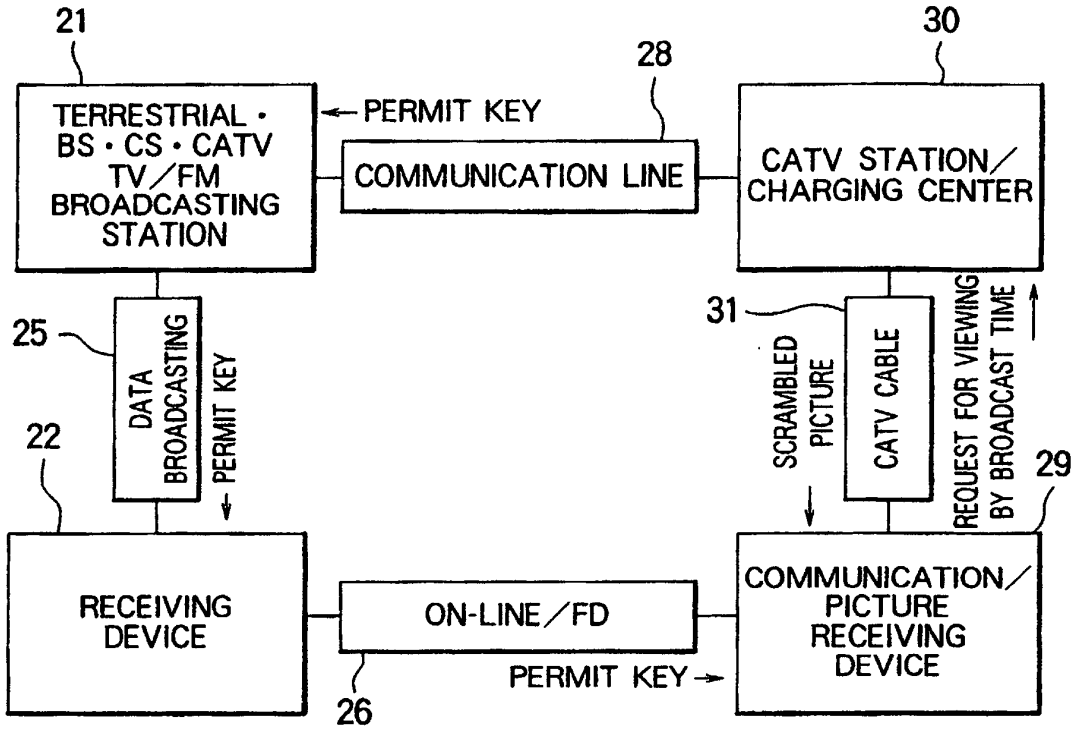 21
28
30
TERRESTRIAL・
BS・CS・CATV
TV/FM
BROADCASTING
STATION
←PERMIT KEY
COMMUNICATION LINE
CATV STATION/
CHARGING CENTER
25
DATA
BROADCASTING
PERMIT KEY
→
31
SCRAMBLED
PICTURE
→
CATV CABLE
REQUEST FOR VIEWING
BY BROADCAST TIME
→
22
29
RECEIVING
DEVICE
ON-LINE/FD
26
PERMIT KEY→
COMMUNICATION/
PICTURE
RECEIVING
DEVICE